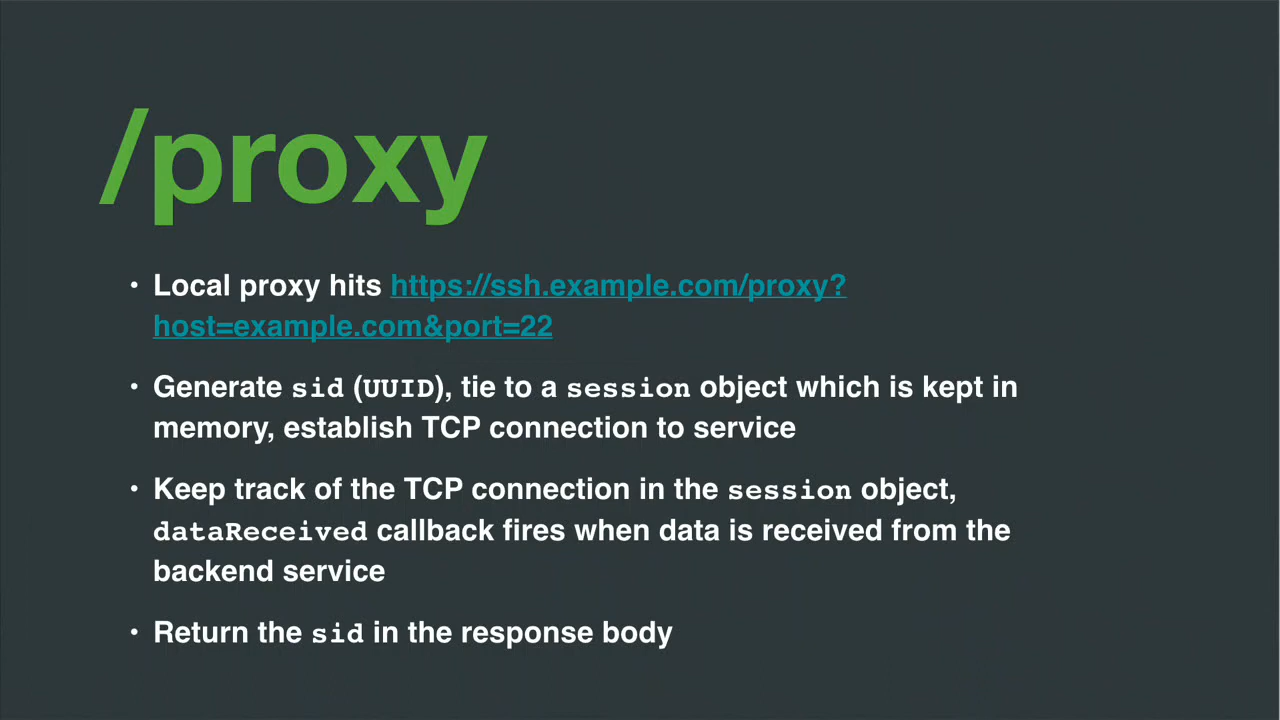 /proxy
• Local proxy hits https://ssh.example.com/proxy?
host=example.com&port=22
• Generate sid (UUID), tie to a session object which is kept in
memory, establish TCP connection to service
• Keep track of the TCP connection in the session object,
dataReceived callback fires when data is received from the
backend service
• Return the sid in the response body